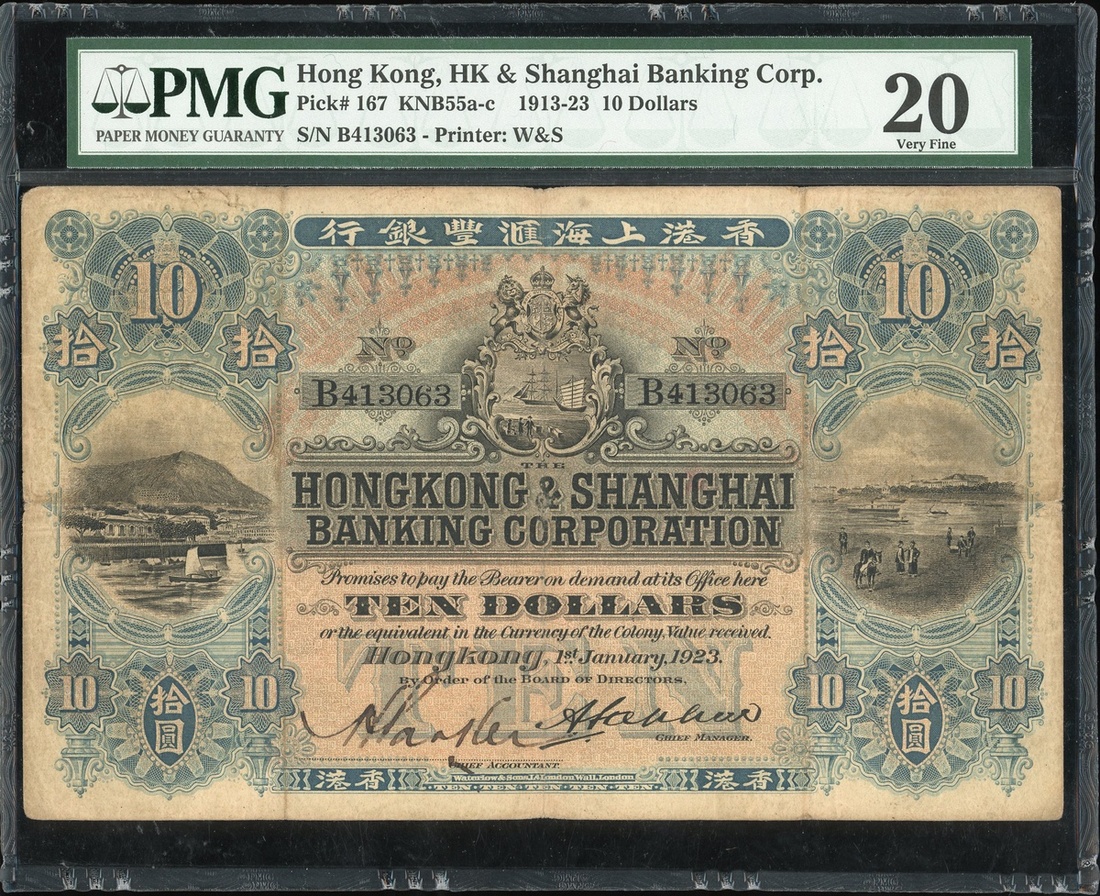 PMG
PAPER MONEY GUARANTY
Hong Kong, HK & Shanghai Banking Corp.
Pick# 167 KNB55a-c 1913-23 10 Dollars
S/N B413063 - Printer: W&S
20
Very Fine
行銀豐滙海上港香
10 10
拾 拾 拾 拾
Nº Nº
B413063 B413063
THE
HONGKONG & SHANGHAI
BANKING CORPORATION
Promises to pay the Bearer on demand at its Office here
TEN DOLLARS
or the equivalent in the Currency of the Colony, Value received.
Hongkong, 1st January, 1923.
By Order of the BOARD OF DIRECTORS.
TEN
10 拾圓 10 10 拾圓 10
CHIEF MANAGER.
CHIEF ACCOUNTANT.
港香 Waterlow & Sons, Ld London Wall, London 港香
TEN · TEN · TEN · TEN · TEN · TEN